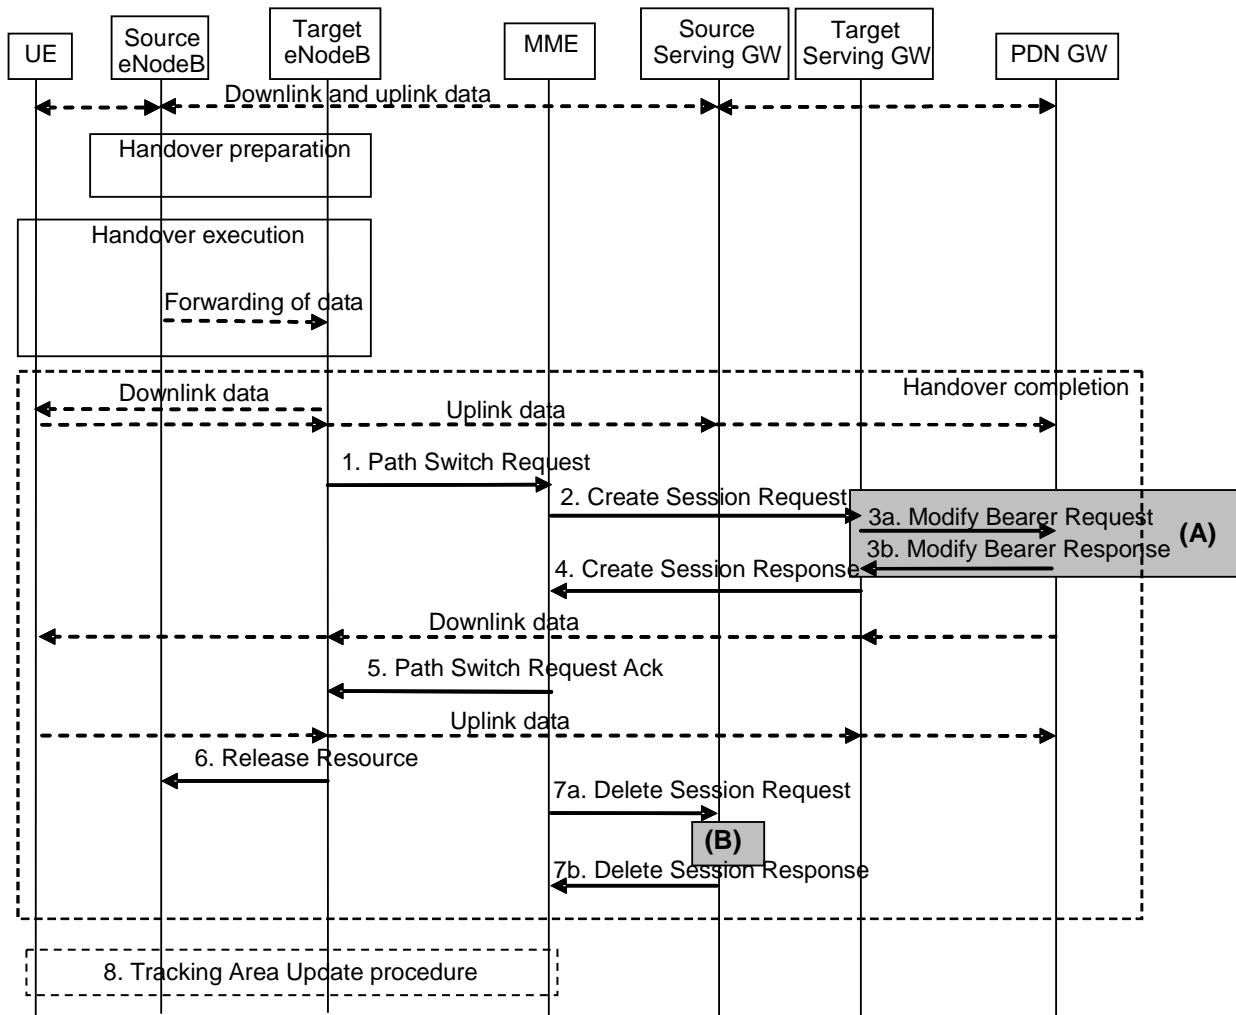 UE
Source
eNodeB
Target
eNodeB
MME
Source
Serving GW
Target
Serving GW
PDN GW
Downlink and uplink data
Handover preparation
Handover execution
Forwarding of data
Handover completion
Downlink data
Uplink data
1. Path Switch Request
2. Create Session Request
3a. Modify Bearer Request
(A)
3b. Modify Bearer Response
4. Create Session Response
Downlink data
5. Path Switch Request Ack
Uplink data
6. Release Resource
7a. Delete Session Request
(B)
7b. Delete Session Response
8. Tracking Area Update procedure